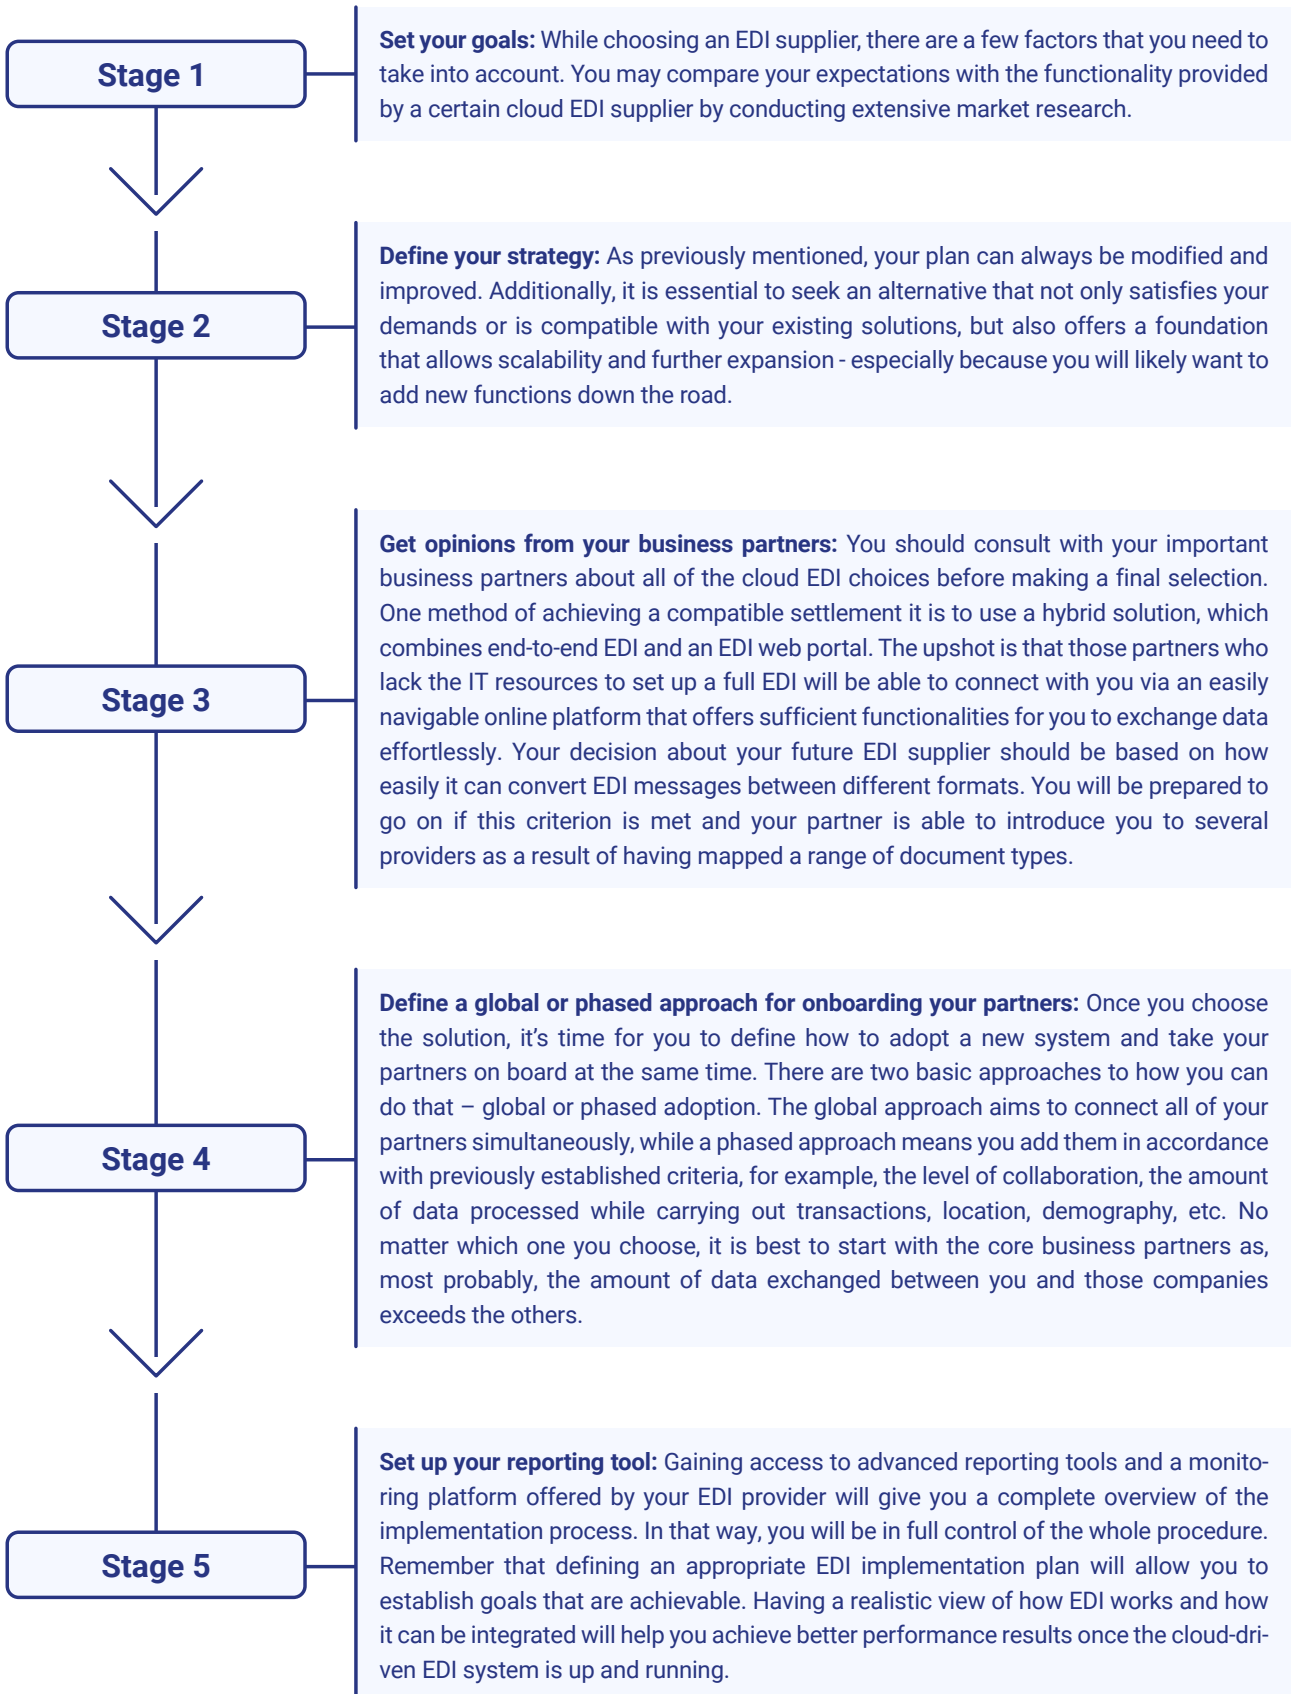 Stage 1
Set your goals: While choosing an EDI supplier, there are a few factors that you need to
take into account. You may compare your expectations with the functionality provided
by a certain cloud EDI supplier by conducting extensive market research.
Stage 2
Define your strategy: As previously mentioned, your plan can always be modified and
improved. Additionally, it is essential to seek an alternative that not only satisfies your
demands or is compatible with your existing solutions, but also offers a foundation
that allows scalability and further expansion - especially because you will likely want to
add new functions down the road.
Stage 3
Get opinions from your business partners: You should consult with your important
business partners about all of the cloud EDI choices before making a final selection.
One method of achieving a compatible settlement it is to use a hybrid solution, which
combines end-to-end EDI and an EDI web portal. The upshot is that those partners who
lack the IT resources to set up a full EDI will be able to connect with you via an easily
navigable online platform that offers sufficient functionalities for you to exchange data
effortlessly. Your decision about your future EDI supplier should be based on how
easily it can convert EDI messages between different formats. You will be prepared to
go on if this criterion is met and your partner is able to introduce you to several
providers as a result of having mapped a range of document types.
Stage 4
Define a global or phased approach for onboarding your partners: Once you choose
the solution, it’s time for you to define how to adopt a new system and take your
partners on board at the same time. There are two basic approaches to how you can
do that – global or phased adoption. The global approach aims to connect all of your
partners simultaneously, while a phased approach means you add them in accordance
with previously established criteria, for example, the level of collaboration, the amount
of data processed while carrying out transactions, location, demography, etc. No
matter which one you choose, it is best to start with the core business partners as,
most probably, the amount of data exchanged between you and those companies
exceeds the others.
Stage 5
Set up your reporting tool: Gaining access to advanced reporting tools and a monito-
ring platform offered by your EDI provider will give you a complete overview of the
implementation process. In that way, you will be in full control of the whole procedure.
Remember that defining an appropriate EDI implementation plan will allow you to
establish goals that are achievable. Having a realistic view of how EDI works and how
it can be integrated will help you achieve better performance results once the cloud-dri-
ven EDI system is up and running.